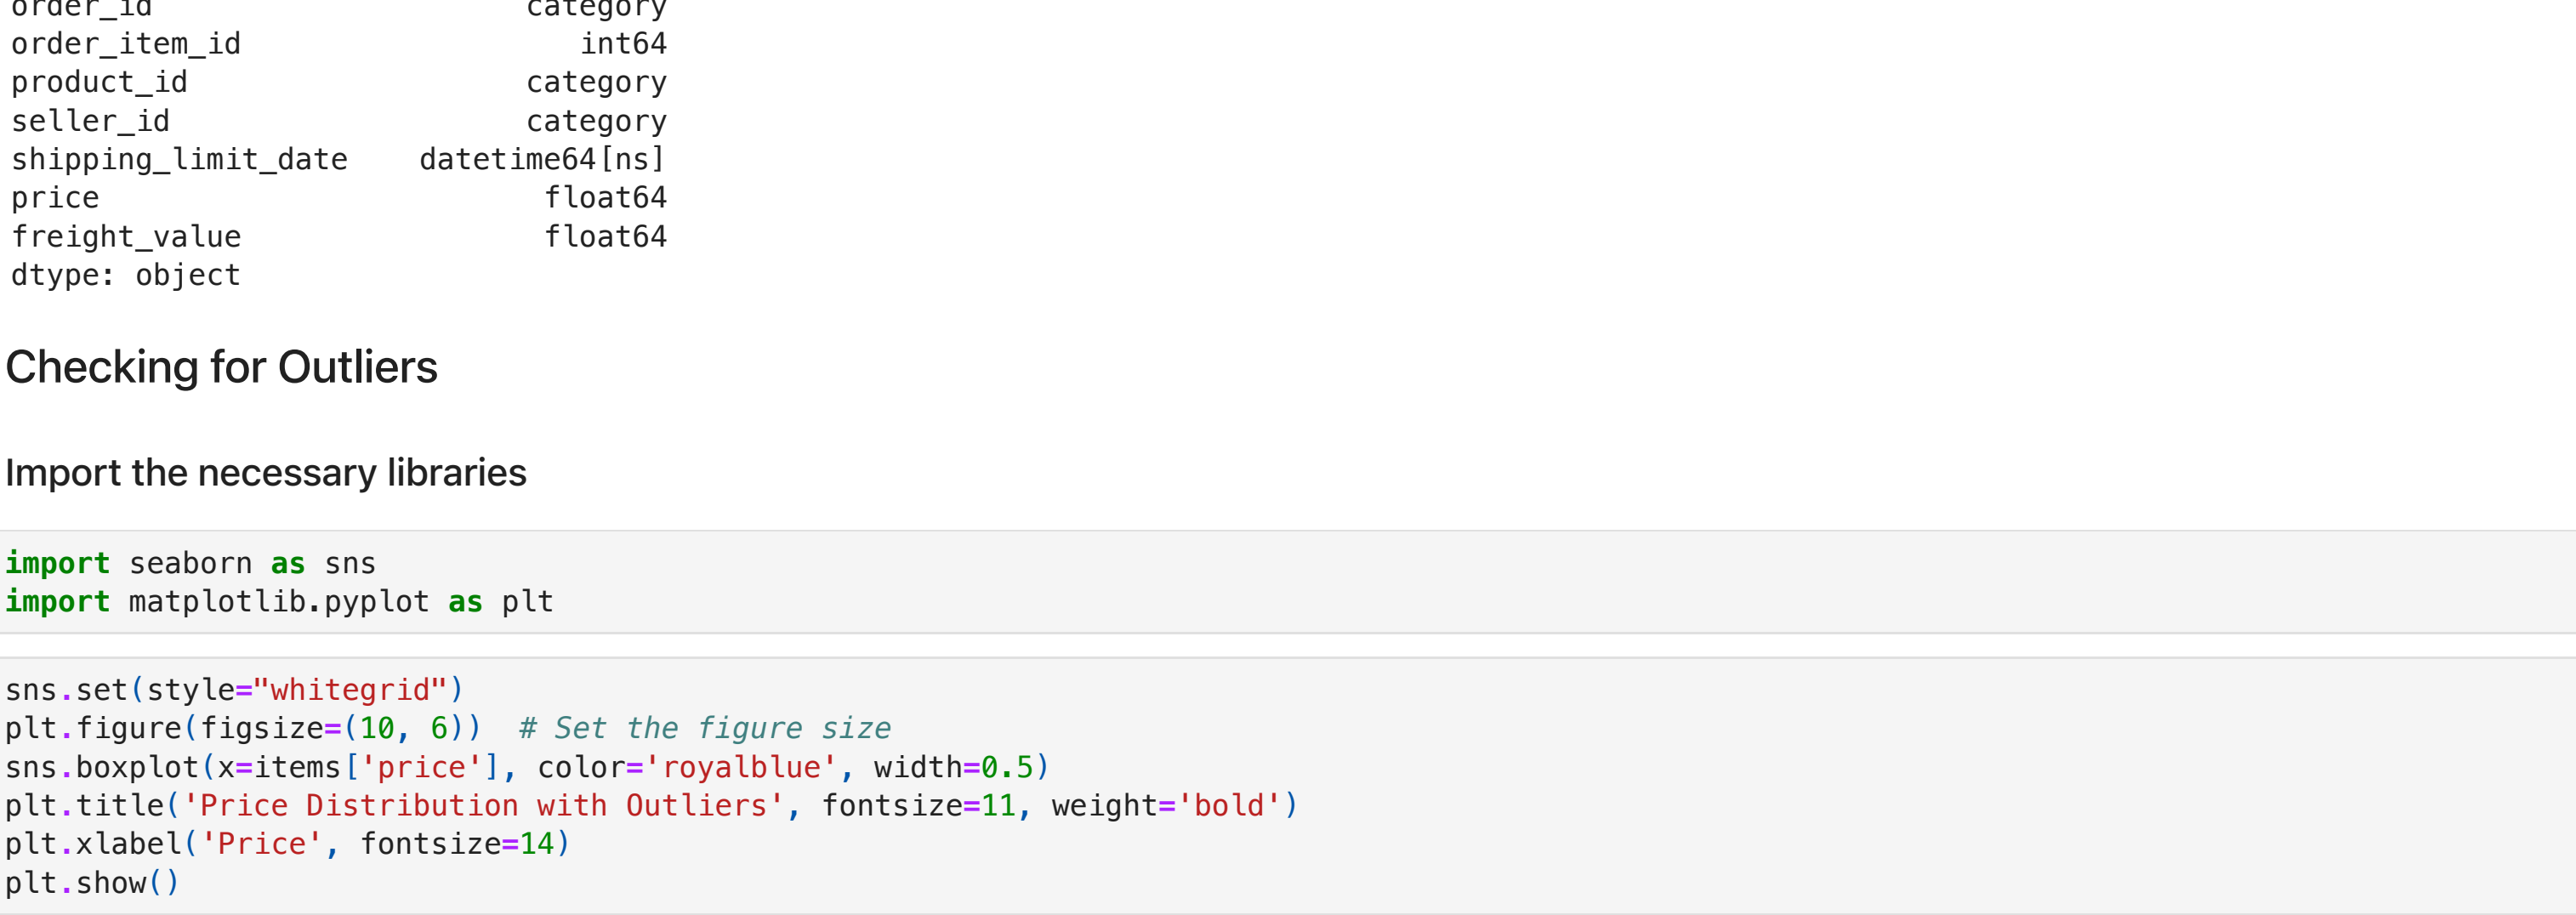 order_id                     category
order_item_id                   int64
product_id                   category
seller_id                    category
shipping_limit_date    datetime64[ns]
price                         float64
freight_value                 float64
dtype: object
Checking for Outliers
Import the necessary libraries
import seaborn as sns
import matplotlib.pyplot as plt
sns.set(style="whitegrid")
plt.figure(figsize=(10, 6))  # Set the figure size
sns.boxplot(x=items['price'], color='royalblue', width=0.5)
plt.title('Price Distribution with Outliers', fontsize=11, weight='bold')
plt.xlabel('Price', fontsize=14)
plt.show()